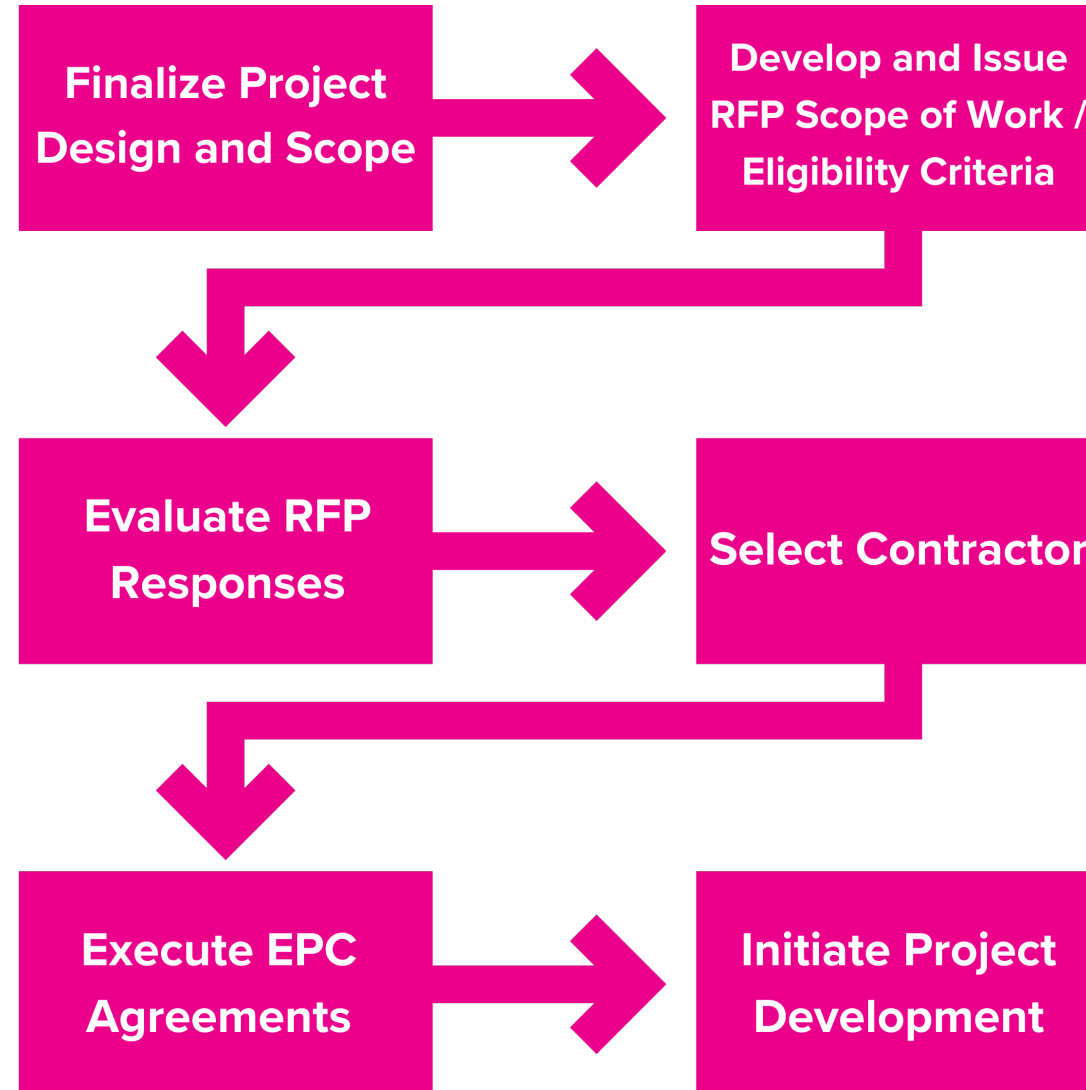 Finalize Project
Design and Scope
Develop and Issue
RFP Scope of Work /
Eligibility Criteria
Evaluate RFP
Responses
Select Contractor
Execute EPC
Agreements
Initiate Project
Development